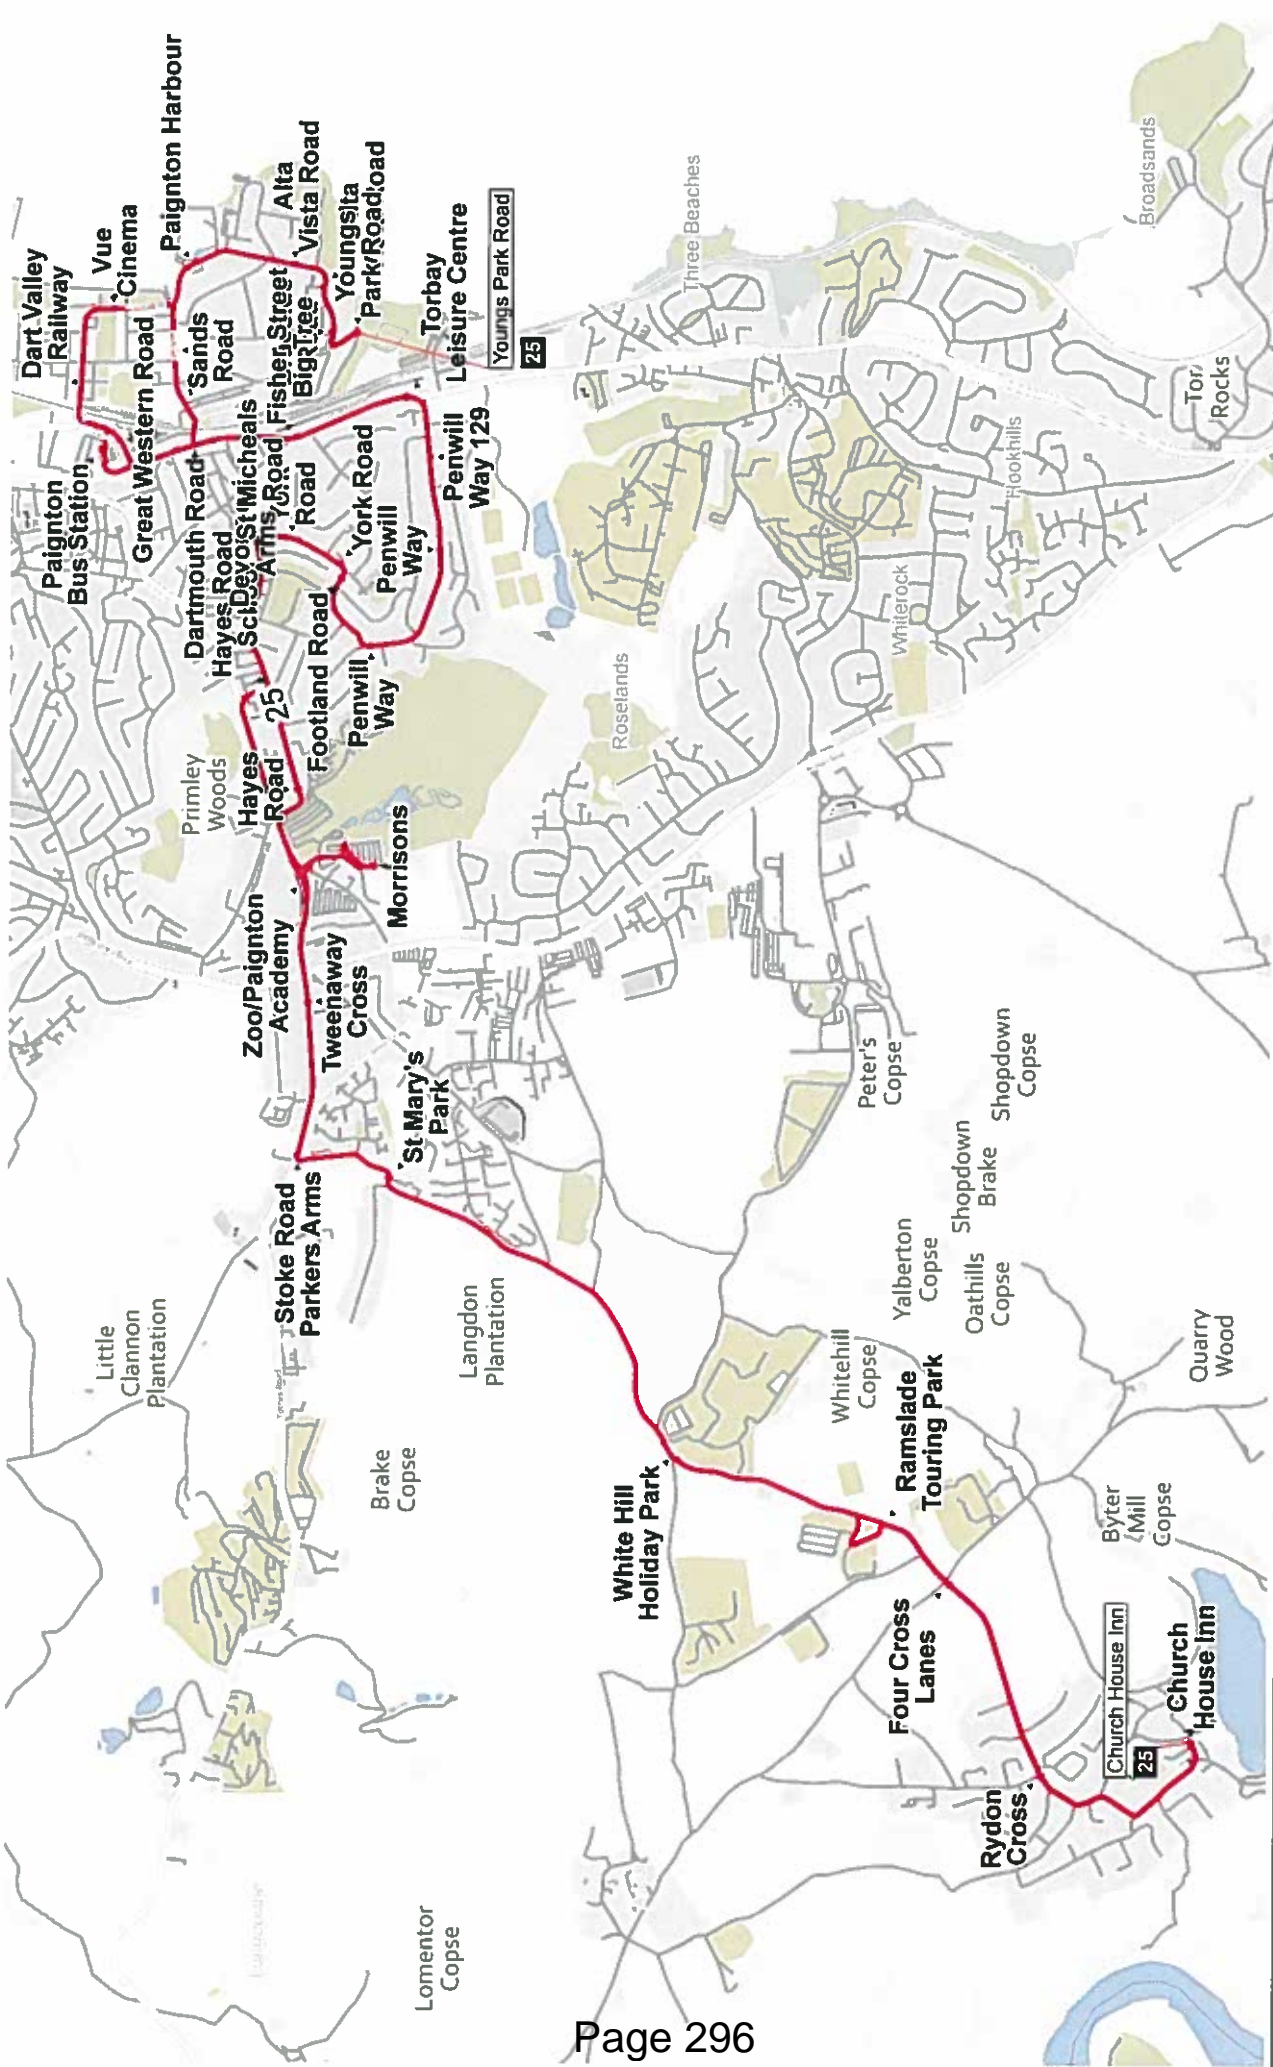 Dart Valley
Railway
Vue
Cinema
Paignton Harbour
Alta
Vista Road
Youngs
Park Road
Torbay
Leisure Centre
Youngs Park Road
25
Paignton
Bus Station
Great Western Road
Sands
Road
Fisher Street
Big Tree
Dartmouth Road
Hayes Road
St Micheals
Arms
York Road
Road
York Road
Penwill
Way
Penwill
Way 129
Footland Road
Penwill
Way
25
Hayes
Road
Primley
Woods
Morrisons
Zoo/Paignton
Academy
Tweenaway
Cross
St Mary's
Park
Stoke Road
Parkers Arms
Three Beaches
Broadsands
Tor
Rocks
Hookhills
Whiterock
Roselands
Peter's
Copse
Shopdown
Copse
Shopdown
Brake
Yalberton
Copse
Oathills
Copse
Quarry
Wood
Little
Clannon
Plantation
Langdon
Plantation
Brake
Copse
Whitehill
Copse
Ramslade
Touring Park
White Hill
Holiday Park
Byter
Mill
Copse
Four Cross
Lanes
Church House Inn
25
Church
House Inn
Rydon
Cross
Lomentor
Copse
Page 296